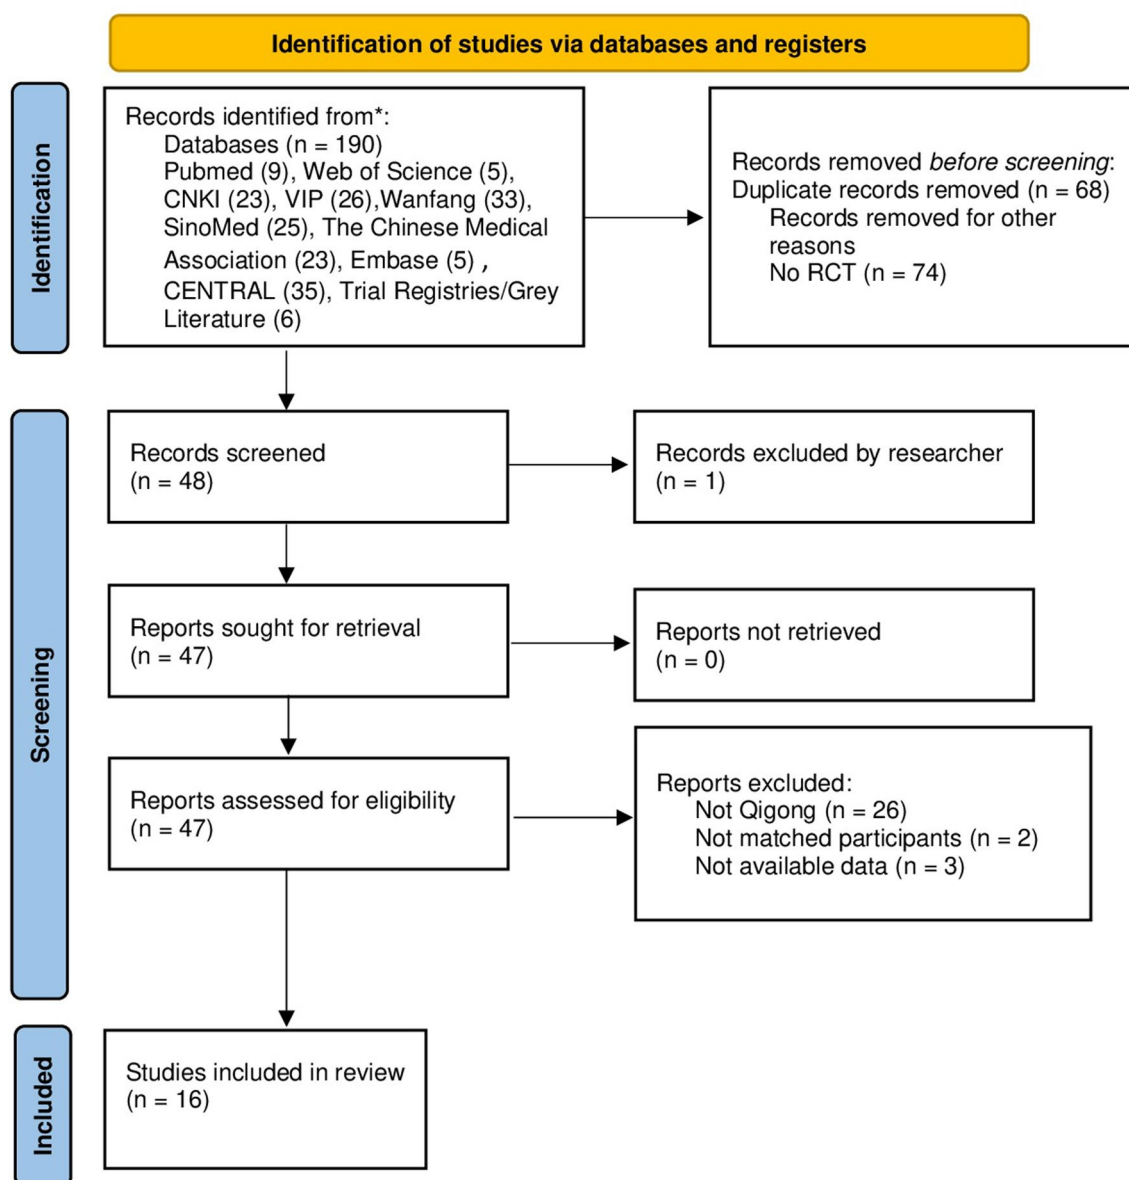 Identification of studies via databases and registers
Identification
Records identified from*:
Databases (n = 190)
Pubmed (9), Web of Science (5),
CNKI (23), VIP (26),Wanfang (33),
SinoMed (25), The Chinese Medical
Association (23), Embase (5) ,
CENTRAL (35), Trial Registries/Grey
Literature (6)
Records removed before screening:
Duplicate records removed (n = 68)
Records removed for other
reasons
No RCT (n = 74)
Screening
Records screened
(n = 48)
Records excluded by researcher
(n = 1)
Reports sought for retrieval
(n = 47)
Reports not retrieved
(n = 0)
Reports assessed for eligibility
(n = 47)
Reports excluded:
Not Qigong (n = 26)
Not matched participants (n = 2)
Not available data (n = 3)
Included
Studies included in review
(n = 16)